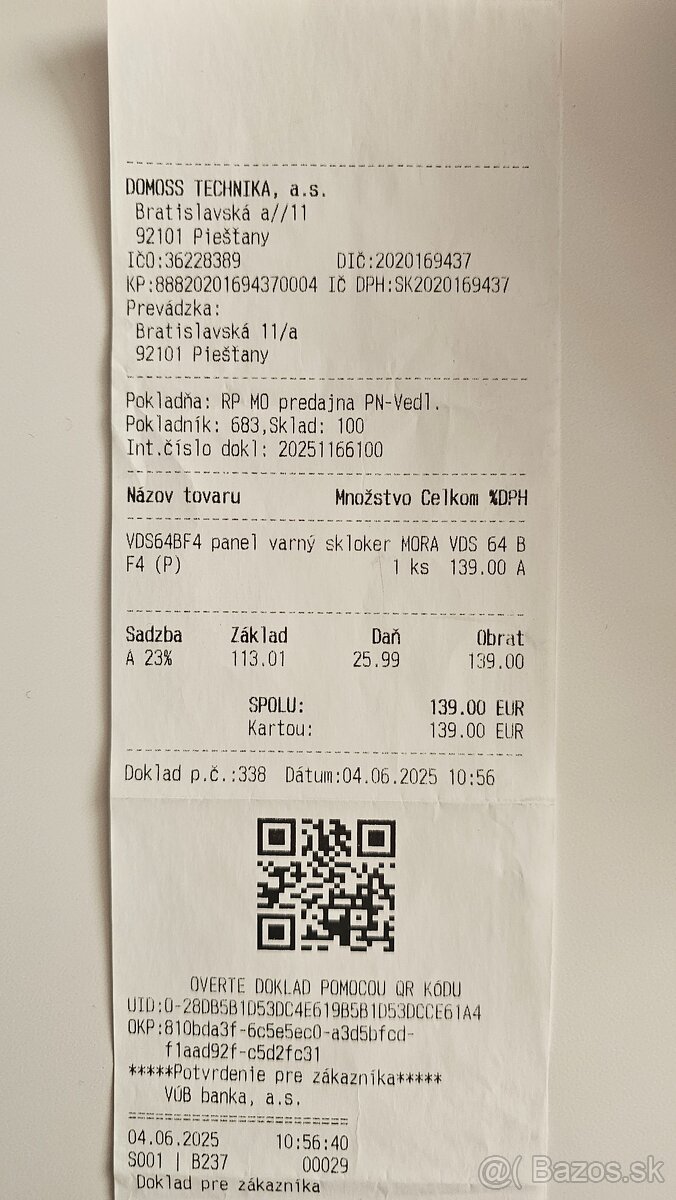 DOMOSS TECHNIKA, a.s.
Bratislavská a//11
92101 Piešťany
IČO:36228389 DIČ:2020169437
KP:88820201694370004 IČ DPH:SK2020169437
Prevádzka:
Bratislavská 11/a
92101 Piešťany
Pokladňa: RP MO predajna PN-Vedl.
Pokladník: 683,Sklad: 100
Int.číslo dokl: 20251166100
Názov tovaru Množstvo Celkom %DPH
VDS64BF4 panel varný skloker MORA VDS 64 B
F4 (P) 1 ks 139.00 A
Sadzba Základ Daň Obrat
A 23% 113.01 25.99 139.00
SPOLU: 139.00 EUR
Kartou: 139.00 EUR
Doklad p.č.:338 Dátum:04.06.2025 10:56
OVERTE DOKLAD POMOCOU QR KÓDU
UID:O-28DB5B1D53DC4E619B5B1D53DCCE61A4
OKP:810bda3f-6c5e5ec0-a3d5bfcd-
f1aad92f-c5d2fc31
*****Potvrdenie pre zákazníka*****
VÚB banka, a.s.
04.06.2025 10:56:40
S001 | B237 00029
Doklad pre zákazníka
@( Bazos.sk